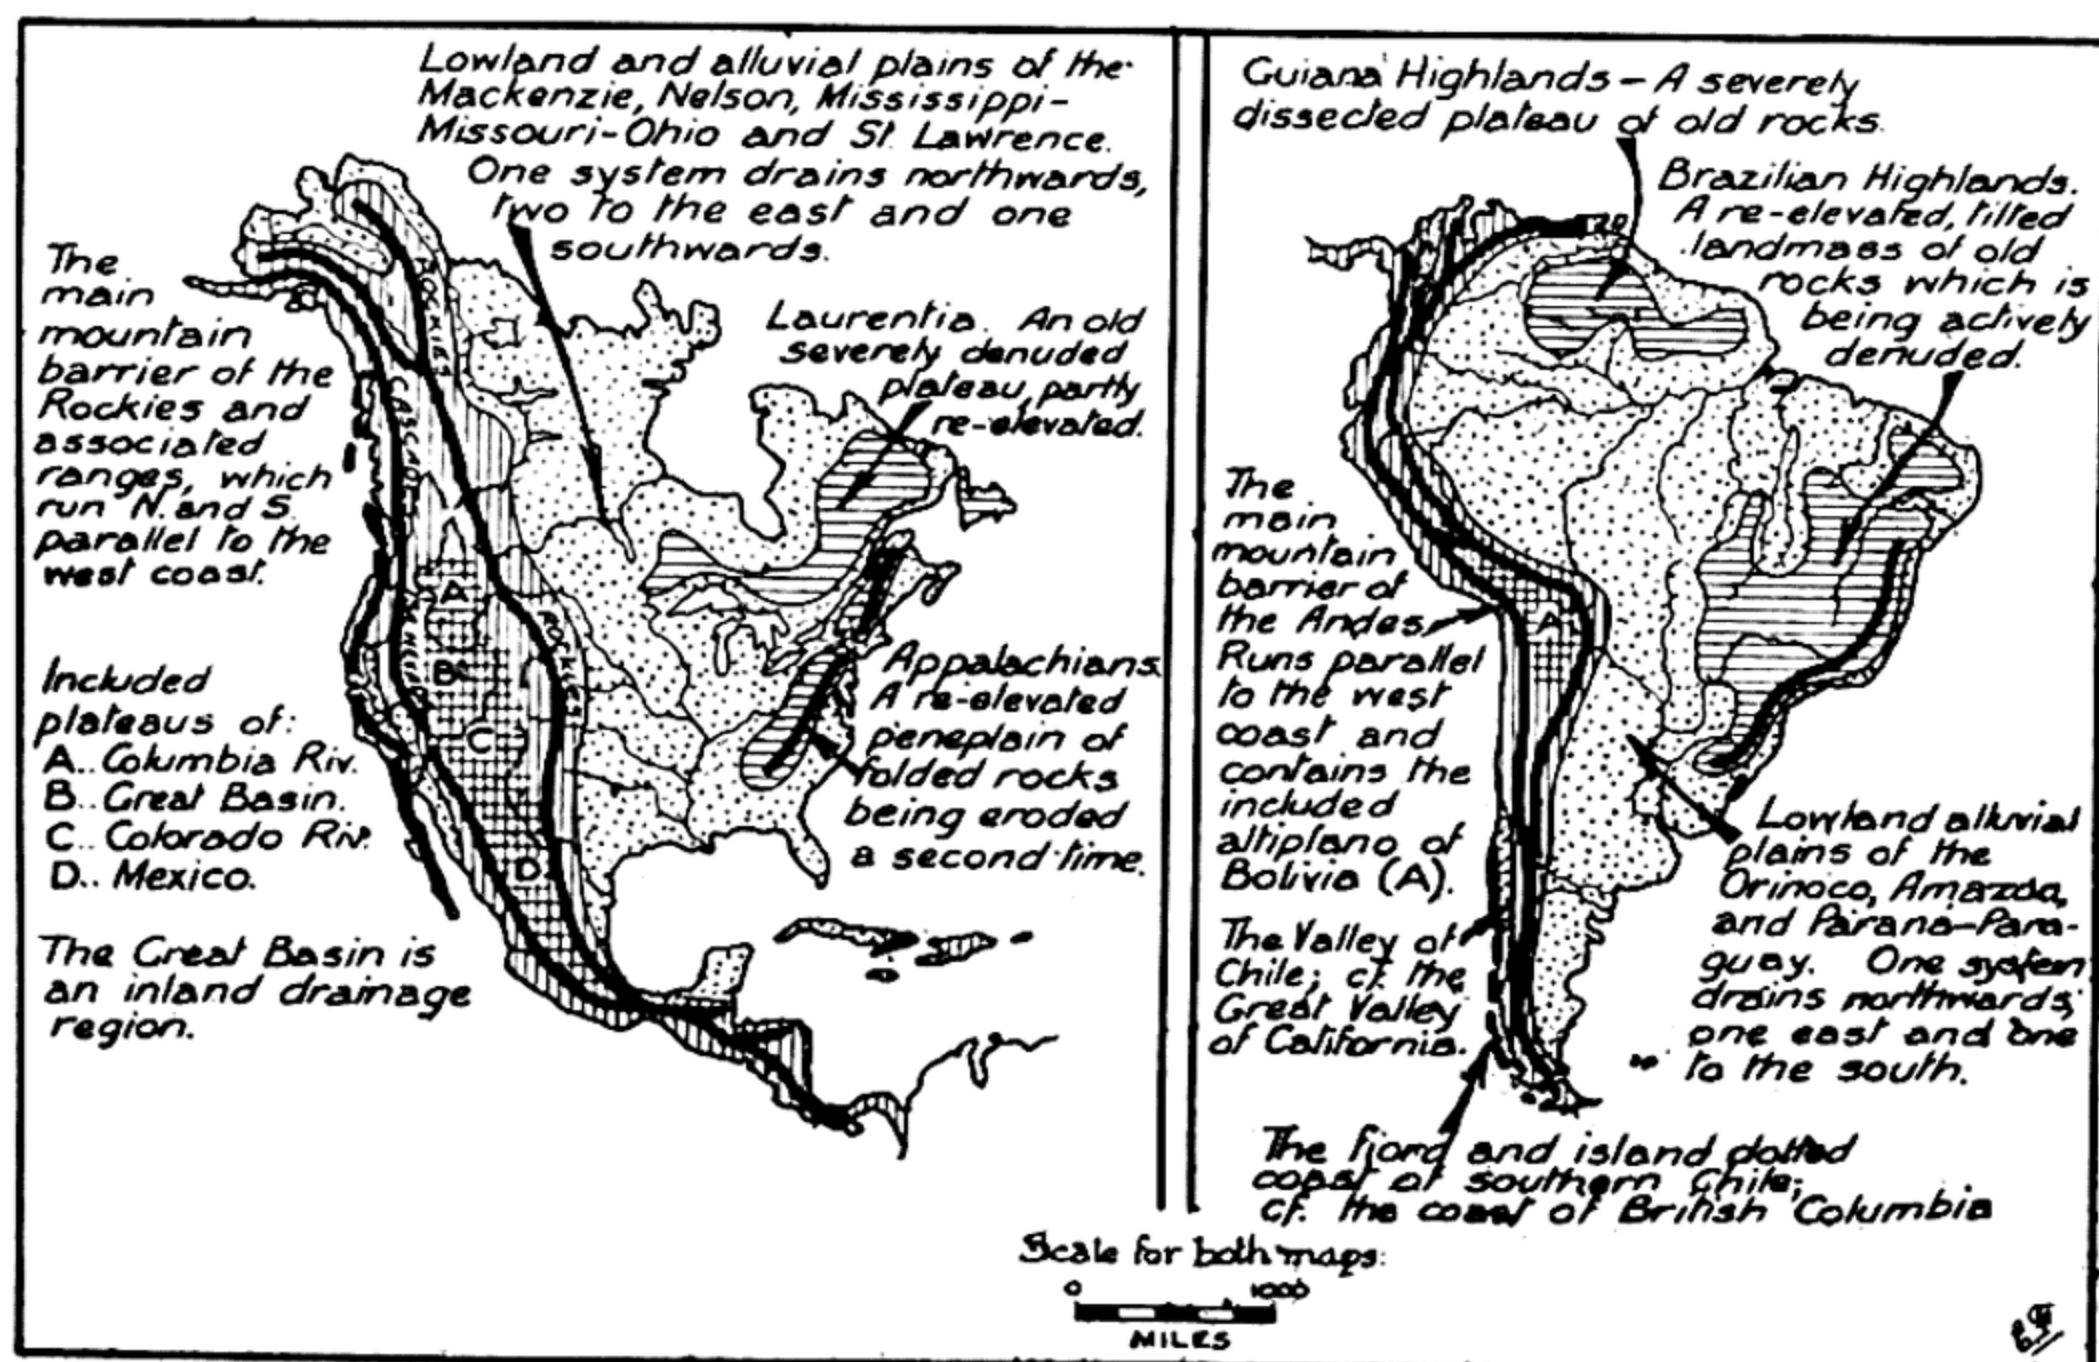 Lowland and alluvial plains of the
Mackenzie, Nelson, Mississippi-
Missouri-Ohio and St. Lawrence.
One system drains northwards,
two to the east and one
southwards.
The
main
mountain
barrier of the
Rockies and
associated
ranges, which
run N. and S.
parallel to the
west coast.
Laurentia. An old
severely denuded
plateau, partly
re-elevated.
ROCKIES
CASCADE
ROCKIES
A
B
C
D
Included
plateaus of:
A.. Columbia Riv.
B.. Great Basin.
C.. Colorado Riv.
D.. Mexico.
The Great Basin is
an inland drainage
region.
Appalachians.
A re-elevated
peneplain of
folded rocks
being eroded
a second time.
Guiana Highlands - A severely
dissected plateau of old rocks.
Brazilian Highlands.
A re-elevated, tilted
landmass of old
rocks which is
being actively
denuded.
The
main
mountain
barrier of
the Andes.
Runs parallel
to the west
coast and
contains the
included
altiplano of
Bolivia (A).
A
The Valley of
Chile; cf. the
Great Valley
of California.
Lowland alluvial
plains of the
Orinoco, Amazon,
and Parana-Para-
guay. One system
drains northwards,
one east and one
to the south.
The fjord and island dotted
coast of southern Chile;
cf. the coast of British Columbia
Scale for both maps:
0 1000
MILES